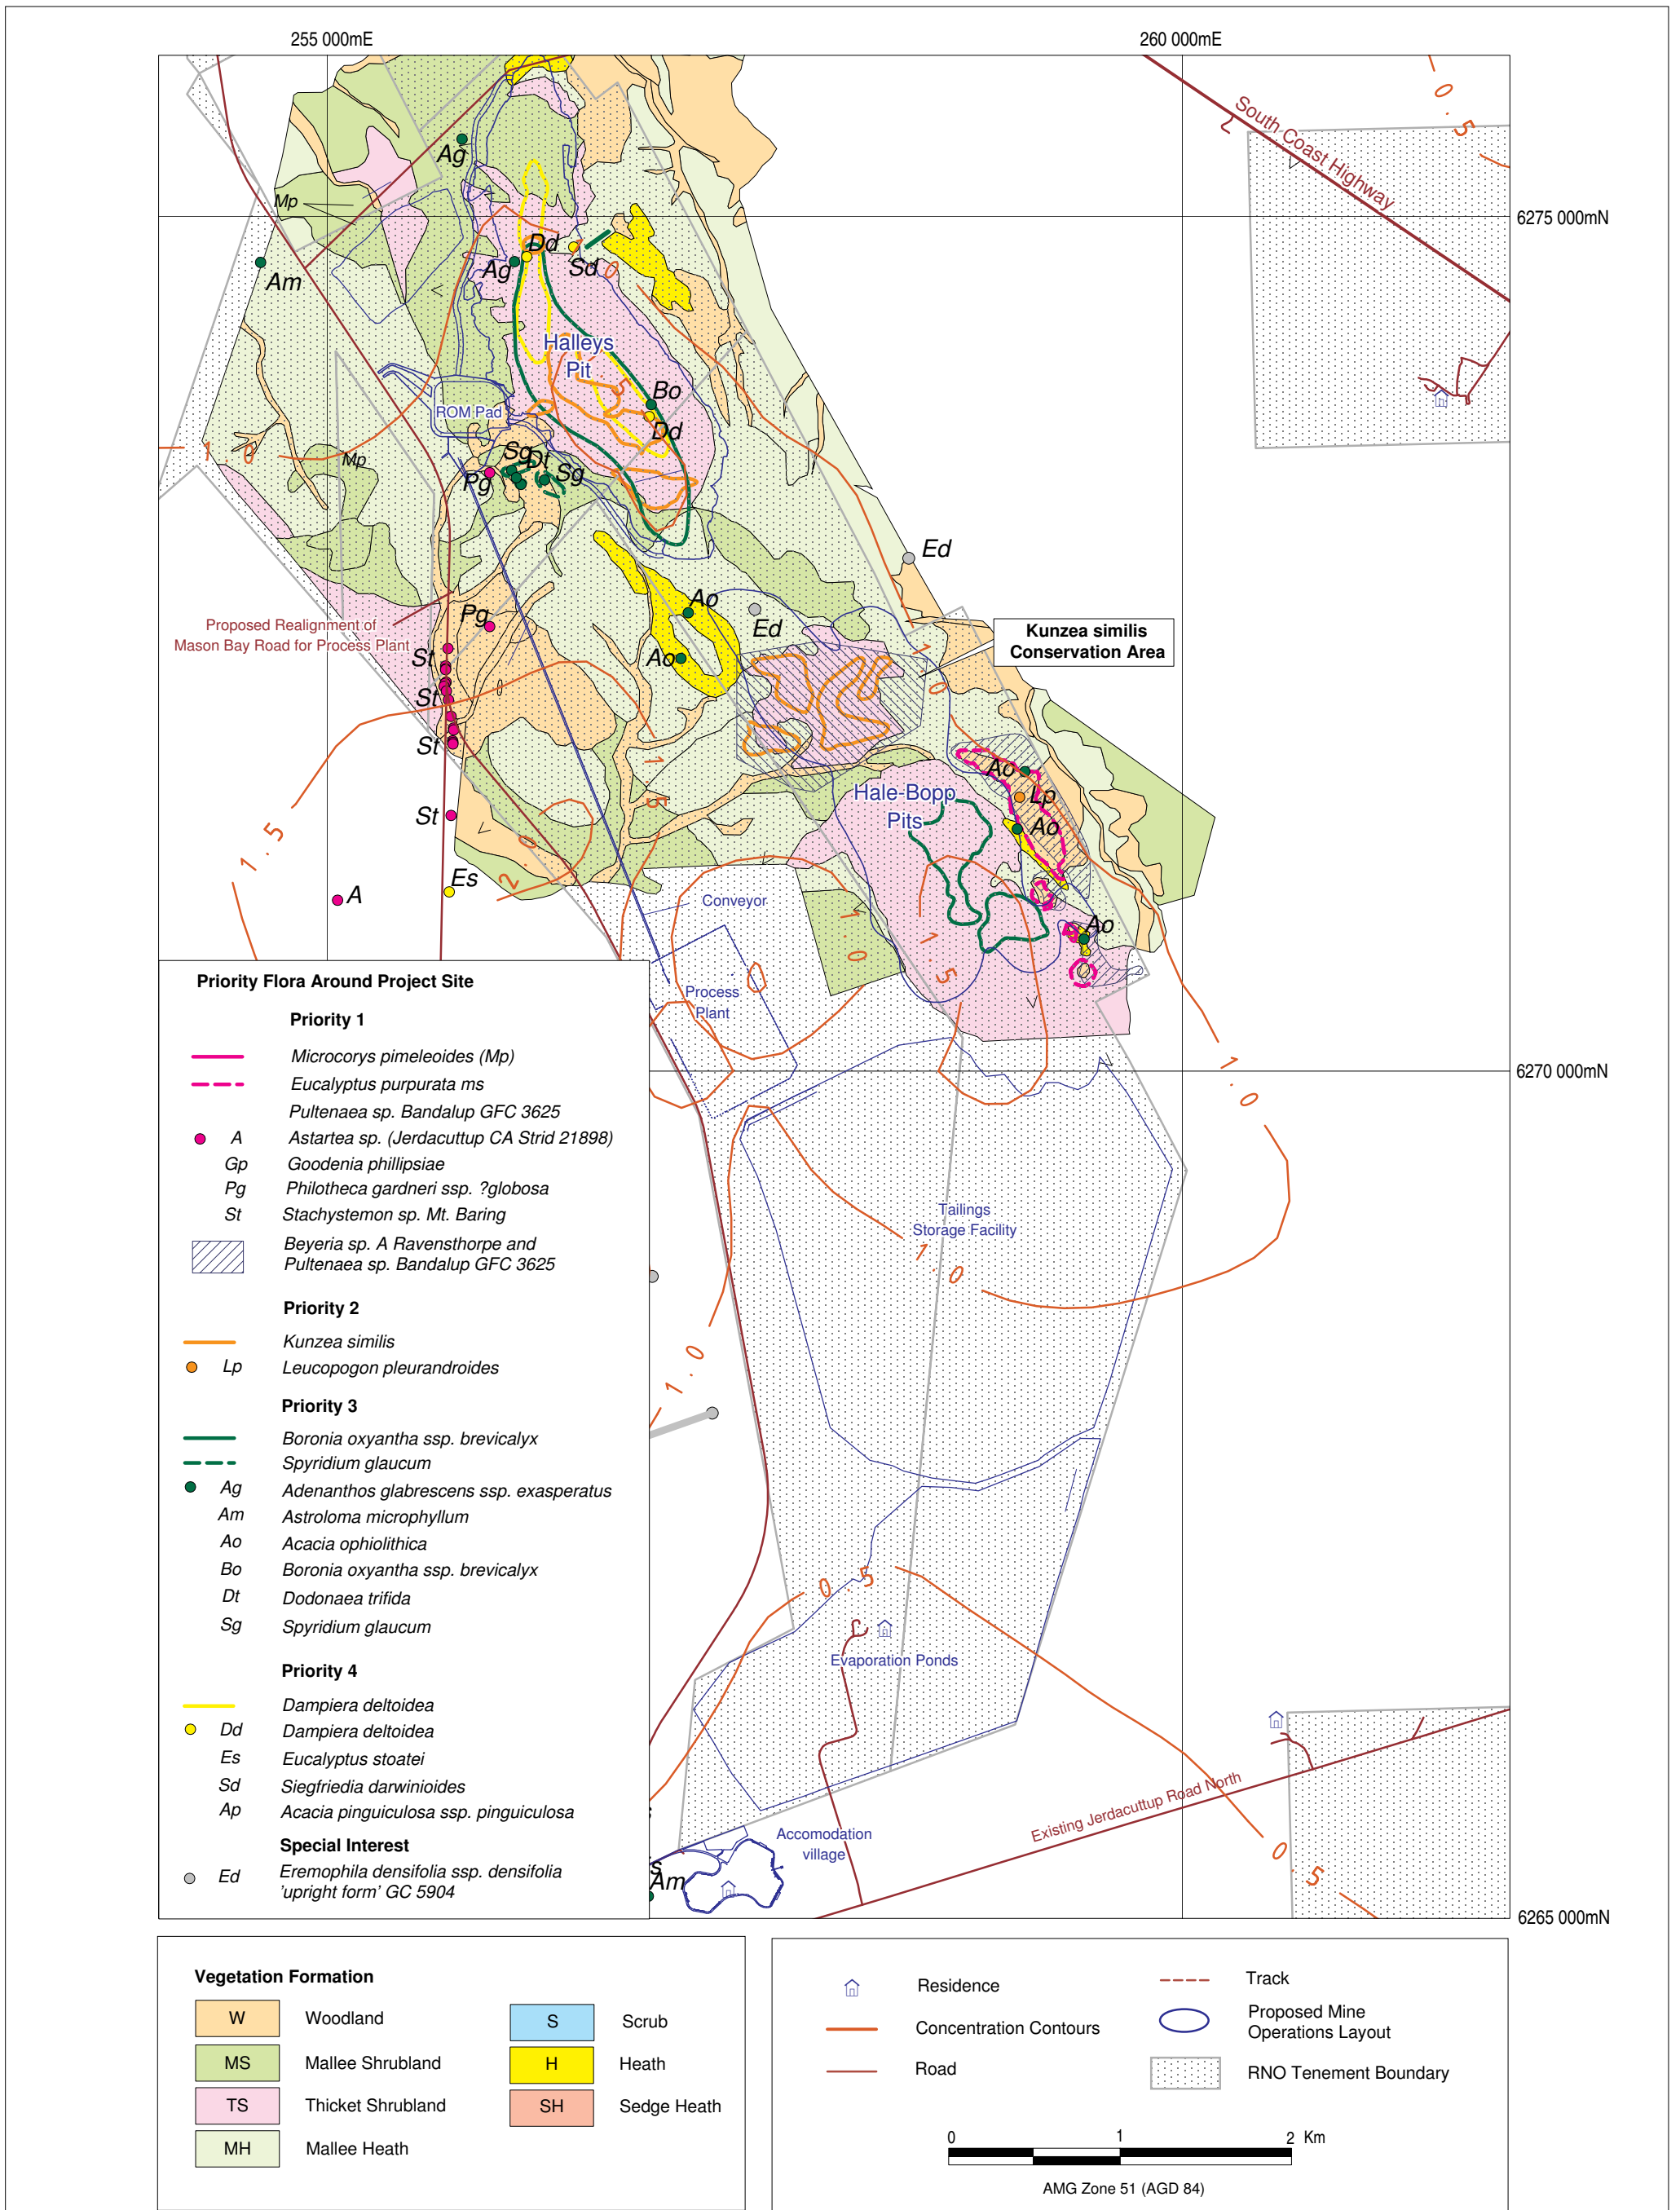 255 000mE
260 000mE
0.5
South Coast Highway
Ag
Mp
6275 000mN
Am
Dd
Ag
Sd
1.0
Halleys
Pit
1.5
Bo
ROM Pad
Dd
1.0
Mp
Sg
Dt
Sg
Pg
Ed
Ao
Pg
Ed
Proposed Realignment of
Mason Bay Road for Process Plant
Kunzea similis
Conservation Area
St
Ao
1.0
St
St
1.5
Ao
Hale-Bopp
Pits
Lp
Ao
St
1.5
2.0
Es
A
Conveyor
1.0
1.5
Ao
Process
Plant
6270 000mN
1.0
Tailings
Storage Facility
1.0
1.0
0.5
Evaporation Ponds
Existing Jerdacuttup Road North
Accomodation
village
0.5
s
Am
6265 000mN
Priority Flora Around Project Site
Priority 1
Microcorys pimeleoides (Mp)
Eucalyptus purpurata ms
Pultenaea sp. Bandalup GFC 3625
A Astartea sp. (Jerdacuttup CA Strid 21898)
Gp Goodenia phillipsiae
Pg Philotheca gardneri ssp. ?globosa
St Stachystemon sp. Mt. Baring
Beyeria sp. A Ravensthorpe and
Pultenaea sp. Bandalup GFC 3625
Priority 2
Kunzea similis
Lp Leucopogon pleurandroides
Priority 3
Boronia oxyantha ssp. brevicalyx
Spyridium glaucum
Ag Adenanthos glabrescens ssp. exasperatus
Am Astroloma microphyllum
Ao Acacia ophiolithica
Bo Boronia oxyantha ssp. brevicalyx
Dt Dodonaea trifida
Sg Spyridium glaucum
Priority 4
Dampiera deltoidea
Dd Dampiera deltoidea
Es Eucalyptus stoatei
Sd Siegfriedia darwinioides
Ap Acacia pinguiculosa ssp. pinguiculosa
Special Interest
Ed Eremophila densifolia ssp. densifolia
'upright form' GC 5904
Vegetation Formation
W Woodland
MS Mallee Shrubland
TS Thicket Shrubland
MH Mallee Heath
S Scrub
H Heath
SH Sedge Heath
Residence
Concentration Contours
Road
Track
Proposed Mine
Operations Layout
RNO Tenement Boundary
0 1 2 Km
AMG Zone 51 (AGD 84)